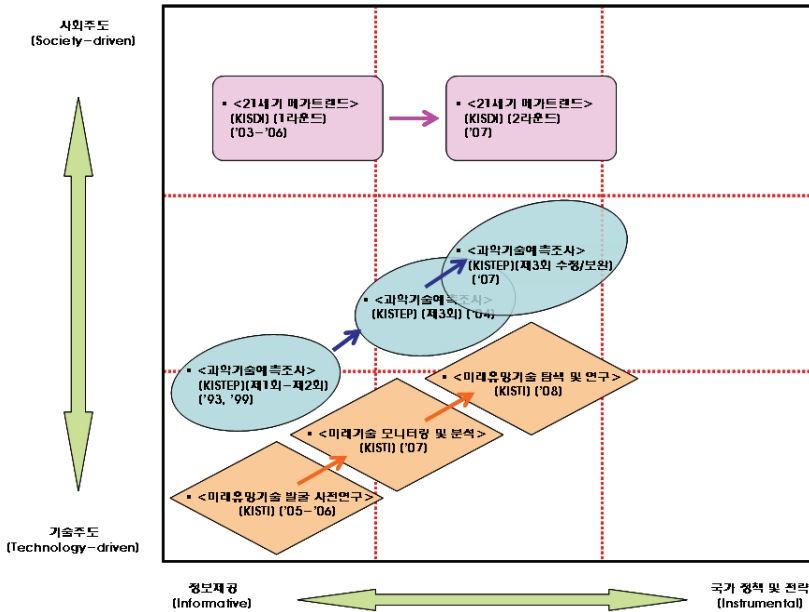 사회주도
(Society-driven)
▪ <21세기 메가트렌드>
(KISDI) (1라운드)
('03-'06)
▪ <21세기 메가트렌드>
(KISDI) (2라운드)
('07)
▪ <과학기술예측조사>
(KISTEP)(제3회 수정/보완)
('07)
▪ <과학기술예측조사>
(KISTEP) (제3회) ('04)
▪ <과학기술예측조사>
(KISTEP)(제1회-제2회)
('93, '99)
▪ <미래유망기술 탐색 및 연구>
(KISTI) ('08)
▪ <미래기술 모니터링 및 분석>
(KISTI) ('07)
▪ <미래유망기술 발굴 사전연구>
(KISTI) ('05-'06)
기술주도
(Technology-driven)
정보제공
(Informative)
국가 정책 및 전략
(Instrumental)